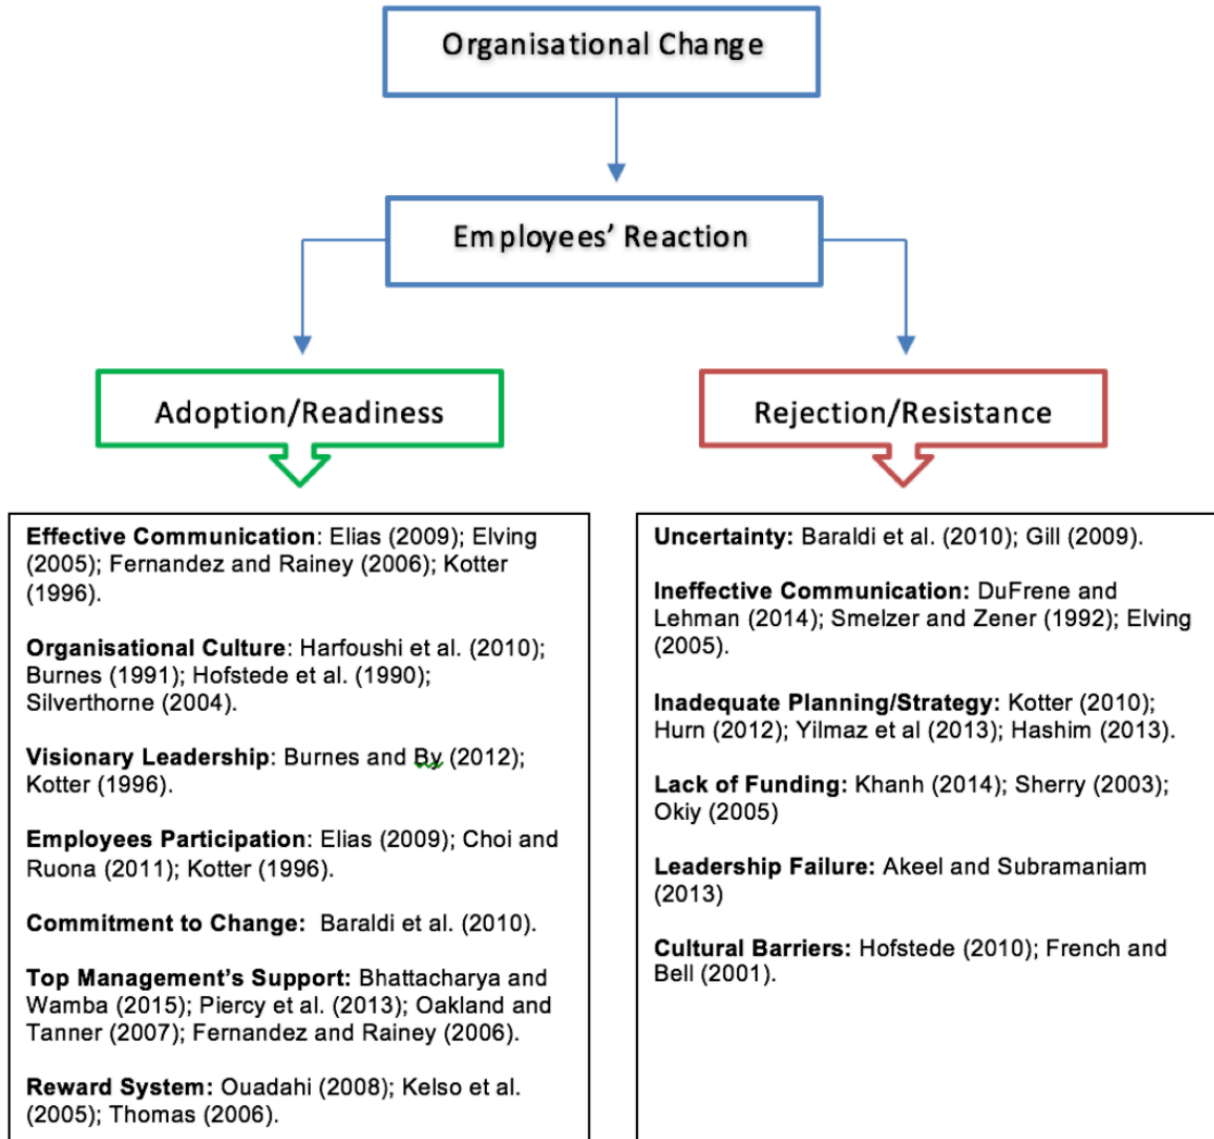 Organisational Change
Employees’ Reaction
Adoption/Readiness
Rejection/Resistance
Effective Communication: Elias (2009); Elving
(2005); Fernandez and Rainey (2006); Kotter
(1996).
Organisational Culture: Harfoushi et al. (2010);
Burnes (1991); Hofstede et al. (1990);
Silverthorne (2004).
Visionary Leadership: Burnes and By (2012);
Kotter (1996).
Employees Participation: Elias (2009); Choi and
Ruona (2011); Kotter (1996).
Commitment to Change: Baraldi et al. (2010).
Top Management’s Support: Bhattacharya and
Wamba (2015); Piercy et al. (2013); Oakland and
Tanner (2007); Fernandez and Rainey (2006).
Reward System: Ouadahi (2008); Kelso et al.
(2005); Thomas (2006).
Uncertainty: Baraldi et al. (2010); Gill (2009).
Ineffective Communication: DuFrene and
Lehman (2014); Smelzer and Zener (1992); Elving
(2005).
Inadequate Planning/Strategy: Kotter (2010);
Hurn (2012); Yilmaz et al (2013); Hashim (2013).
Lack of Funding: Khanh (2014); Sherry (2003);
Okiy (2005)
Leadership Failure: Akeel and Subramaniam
(2013)
Cultural Barriers: Hofstede (2010); French and
Bell (2001).